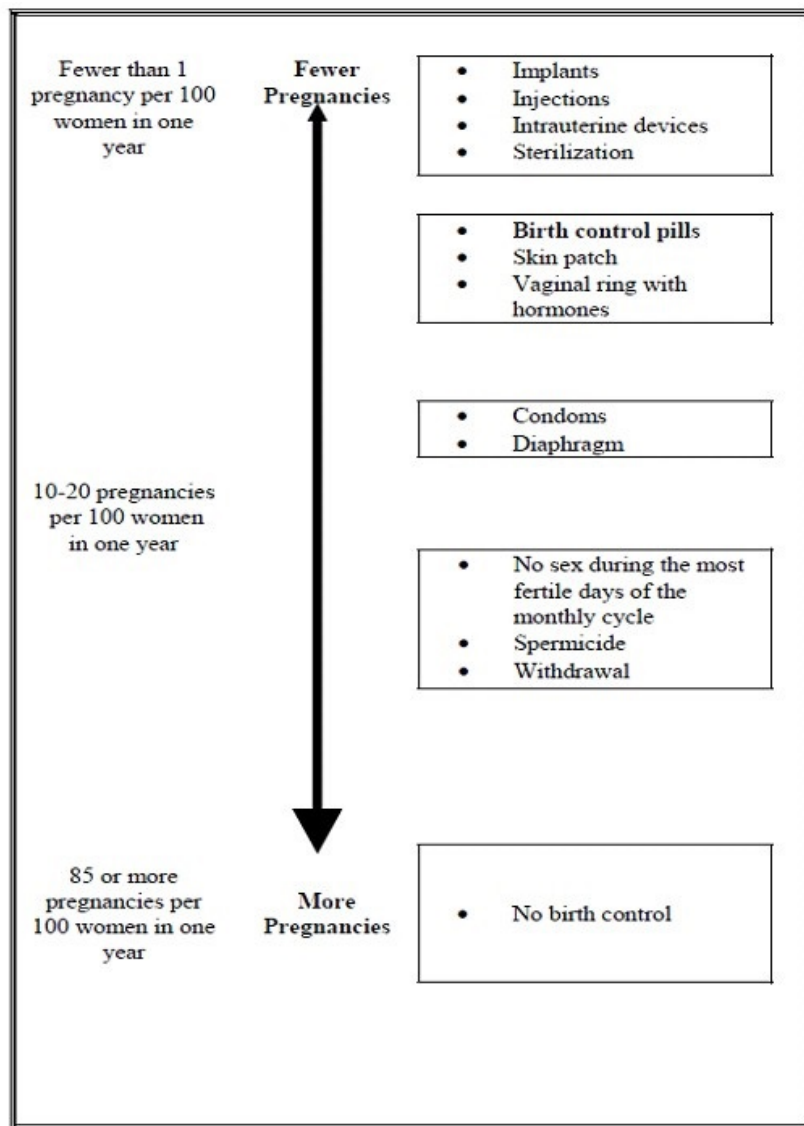 Fewer than 1
pregnancy per 100
women in one
year
Fewer
Pregnancies
• Implants
• Injections
• Intrauterine devices
• Sterilization
• Birth control pills
• Skin patch
• Vaginal ring with
hormones
• Condoms
• Diaphragm
10-20 pregnancies
per 100 women
in one year
• No sex during the most
fertile days of the
monthly cycle
• Spermicide
• Withdrawal
85 or more
pregnancies per
100 women in one
year
More
Pregnancies
• No birth control